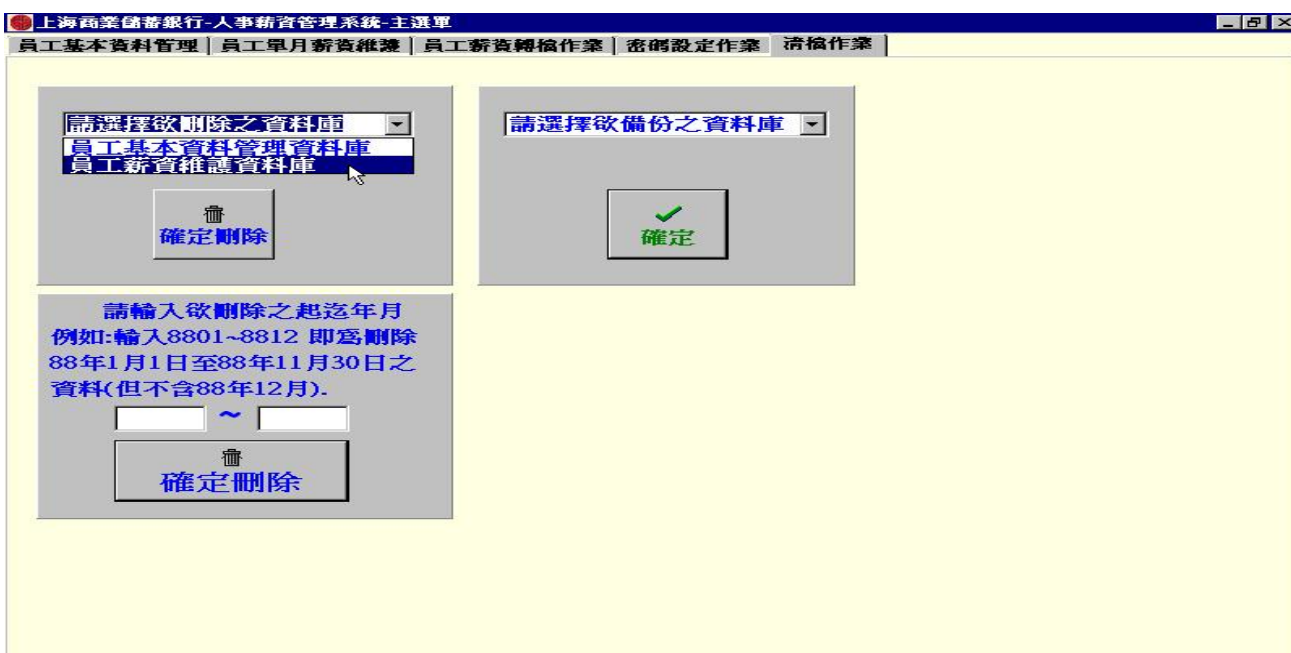 上海商業儲蓄銀行-人事薪資管理系統-主選單
員工基本資料管理 員工單月薪資維護 員工薪資轉檔作業 密碼設定作業 清檔作業
請選擇欲刪除之資料庫
員工基本資料管理資料庫
員工薪資維護資料庫
確定刪除
請選擇欲備份之資料庫
確定
請輸入欲刪除之起迄年月
例如:輸入8801~8812 即為刪除
88年1月1日至88年11月30日之
資料(但不含88年12月).
~
確定刪除